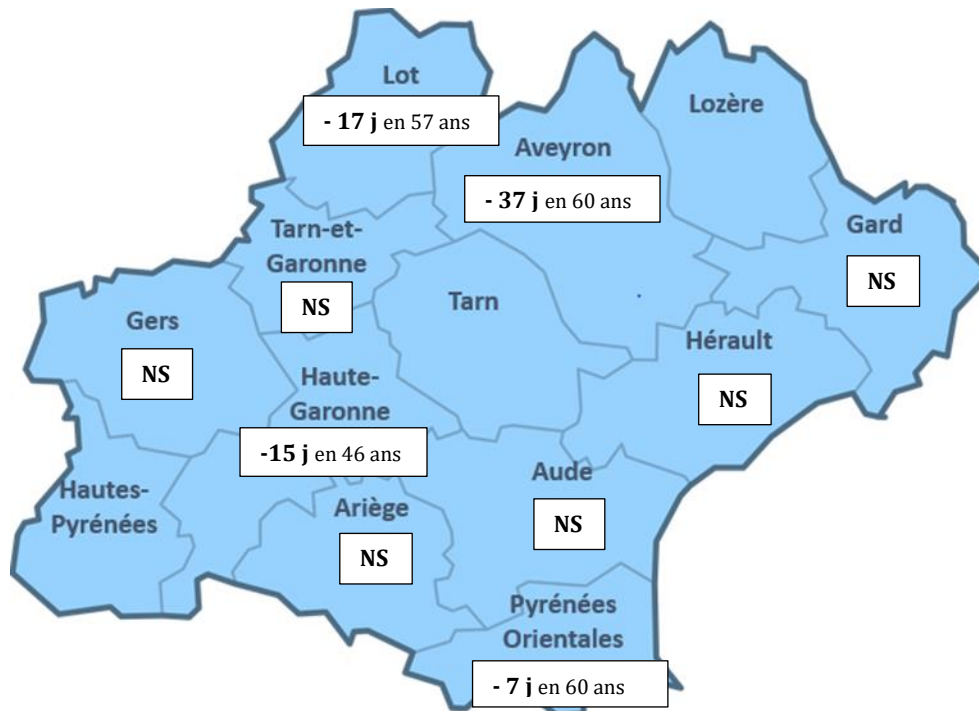 Lot
- 17 j en 57 ans
Lozère
Aveyron
- 37 j en 60 ans
Gard
NS
Tarn-et-
Garonne
NS
Tarn
Gers
NS
Hérault
NS
Haute-
Garonne
-15 j en 46 ans
Aude
NS
Hautes-
Pyrénées
Ariège
NS
Pyrénées
Orientales
- 7 j en 60 ans